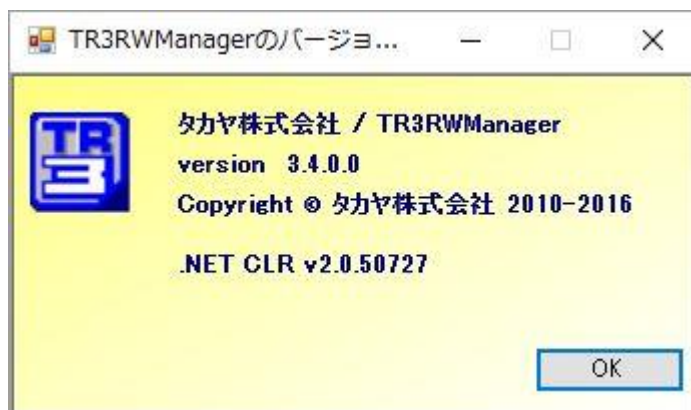 TR3RWManagerのバージョ...
TR
3
タカヤ株式会社 / TR3RWManager
version 3.4.0.0
Copyright © タカヤ株式会社 2010-2016
.NET CLR v2.0.50727
OK